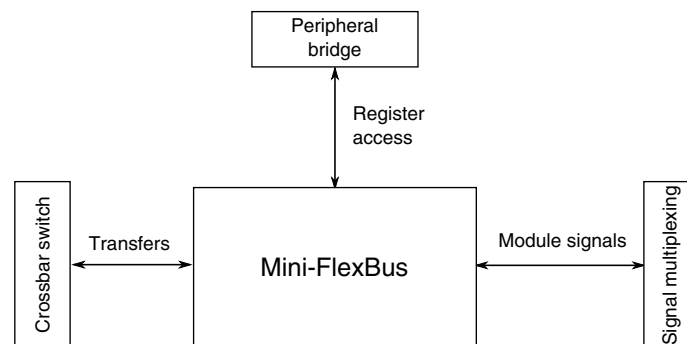 Peripheral
bridge
Register
access
Crossbar switch
Transfers
Mini-FlexBus
Module signals
Signal multiplexing